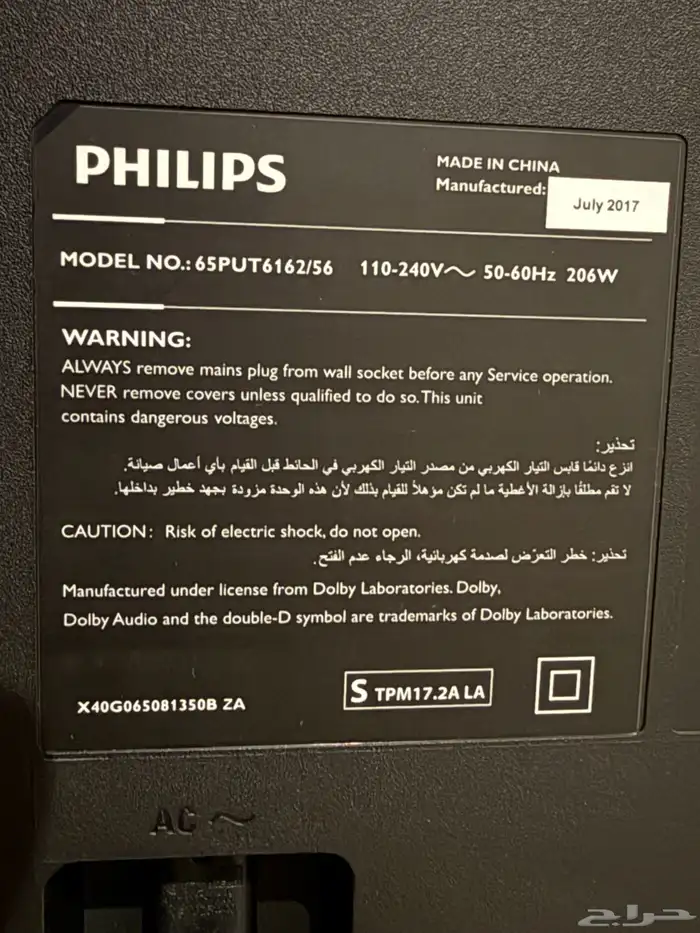 PHILIPS
MADE IN CHINA
Manufactured: July 2017
MODEL NO.: 65PUT6162/56 110-240V～ 50-60Hz 206W
WARNING:
ALWAYS remove mains plug from wall socket before any Service operation.
NEVER remove covers unless qualified to do so. This unit
contains dangerous voltages.
تحذير:
انزع دائمًا قابس التيار الكهربي من مصدر التيار الكهربي في الحائط قبل القيام بأي أعمال صيانة.
لا تقم مطلقًا بإزالة الأغطية ما لم تكن مؤهلاً للقيام بذلك لأن هذه الوحدة مزودة بجهد خطير بداخلها.
CAUTION: Risk of electric shock, do not open.
تحذير: خطر التعرّض لصدمة كهربائية، الرجاء عدم الفتح.
Manufactured under license from Dolby Laboratories. Dolby,
Dolby Audio and the double-D symbol are trademarks of Dolby Laboratories.
X40G065081350B ZA
S TPM17.2A LA
AC ～
حراج